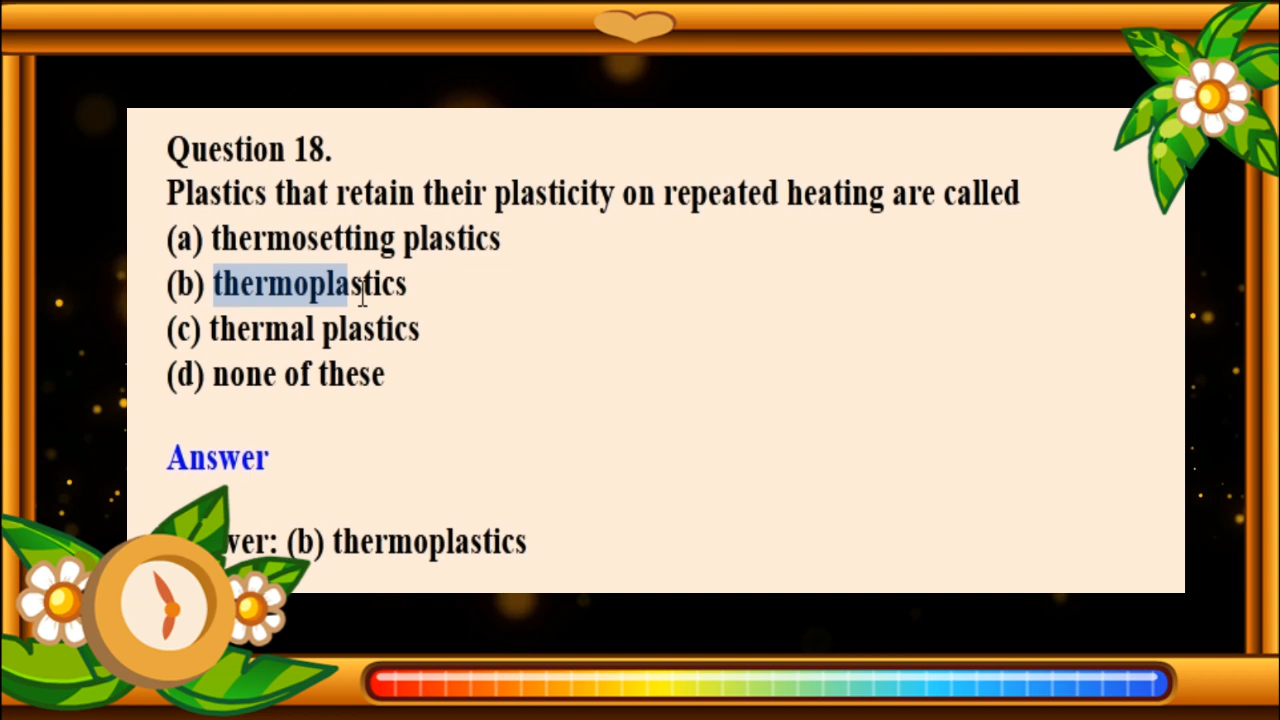 Question 18.
Plastics that retain their plasticity on repeated heating are called
(a) thermosetting plastics
(b) thermoplastics
(c) thermal plastics
(d) none of these
Answer
(b) thermoplastics